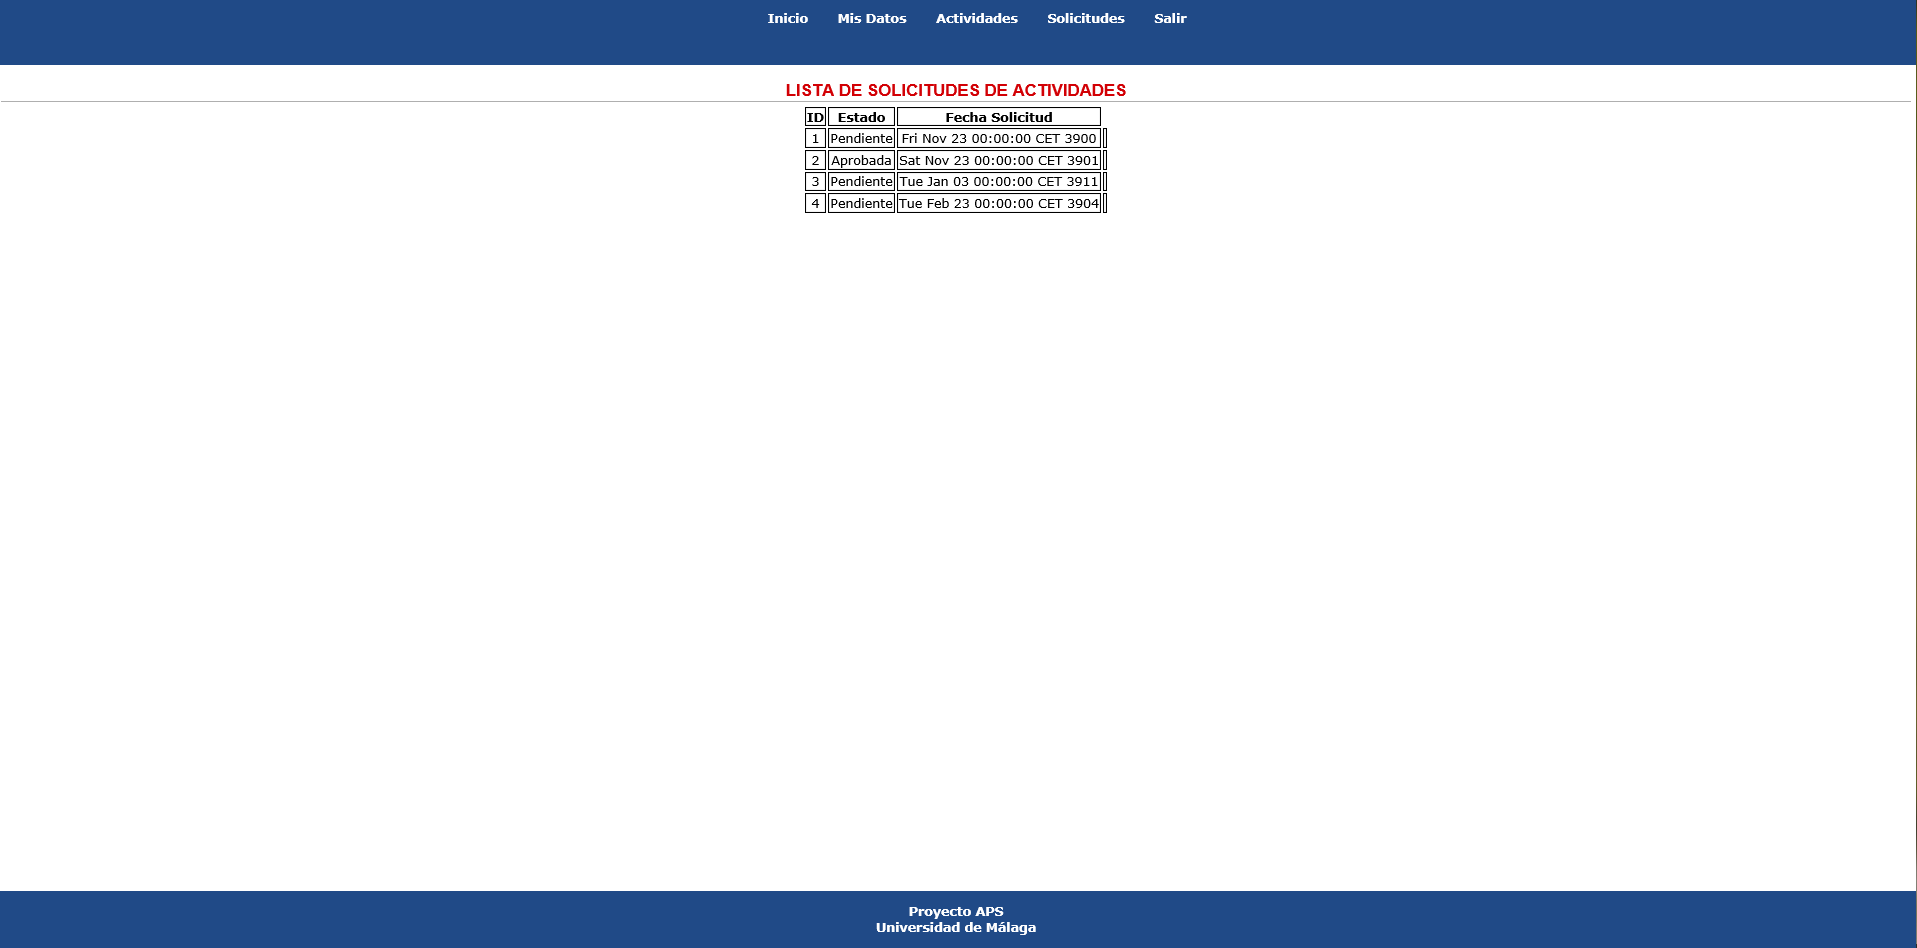 Inicio Mis Datos Actividades Solicitudes Salir
LISTA DE SOLICITUDES DE ACTIVIDADES
ID Estado Fecha Solicitud
1 Pendiente Fri Nov 23 00:00:00 CET 3900
2 Aprobada Sat Nov 23 00:00:00 CET 3901
3 Pendiente Tue Jan 03 00:00:00 CET 3911
4 Pendiente Tue Feb 23 00:00:00 CET 3904
Proyecto APS
Universidad de Málaga